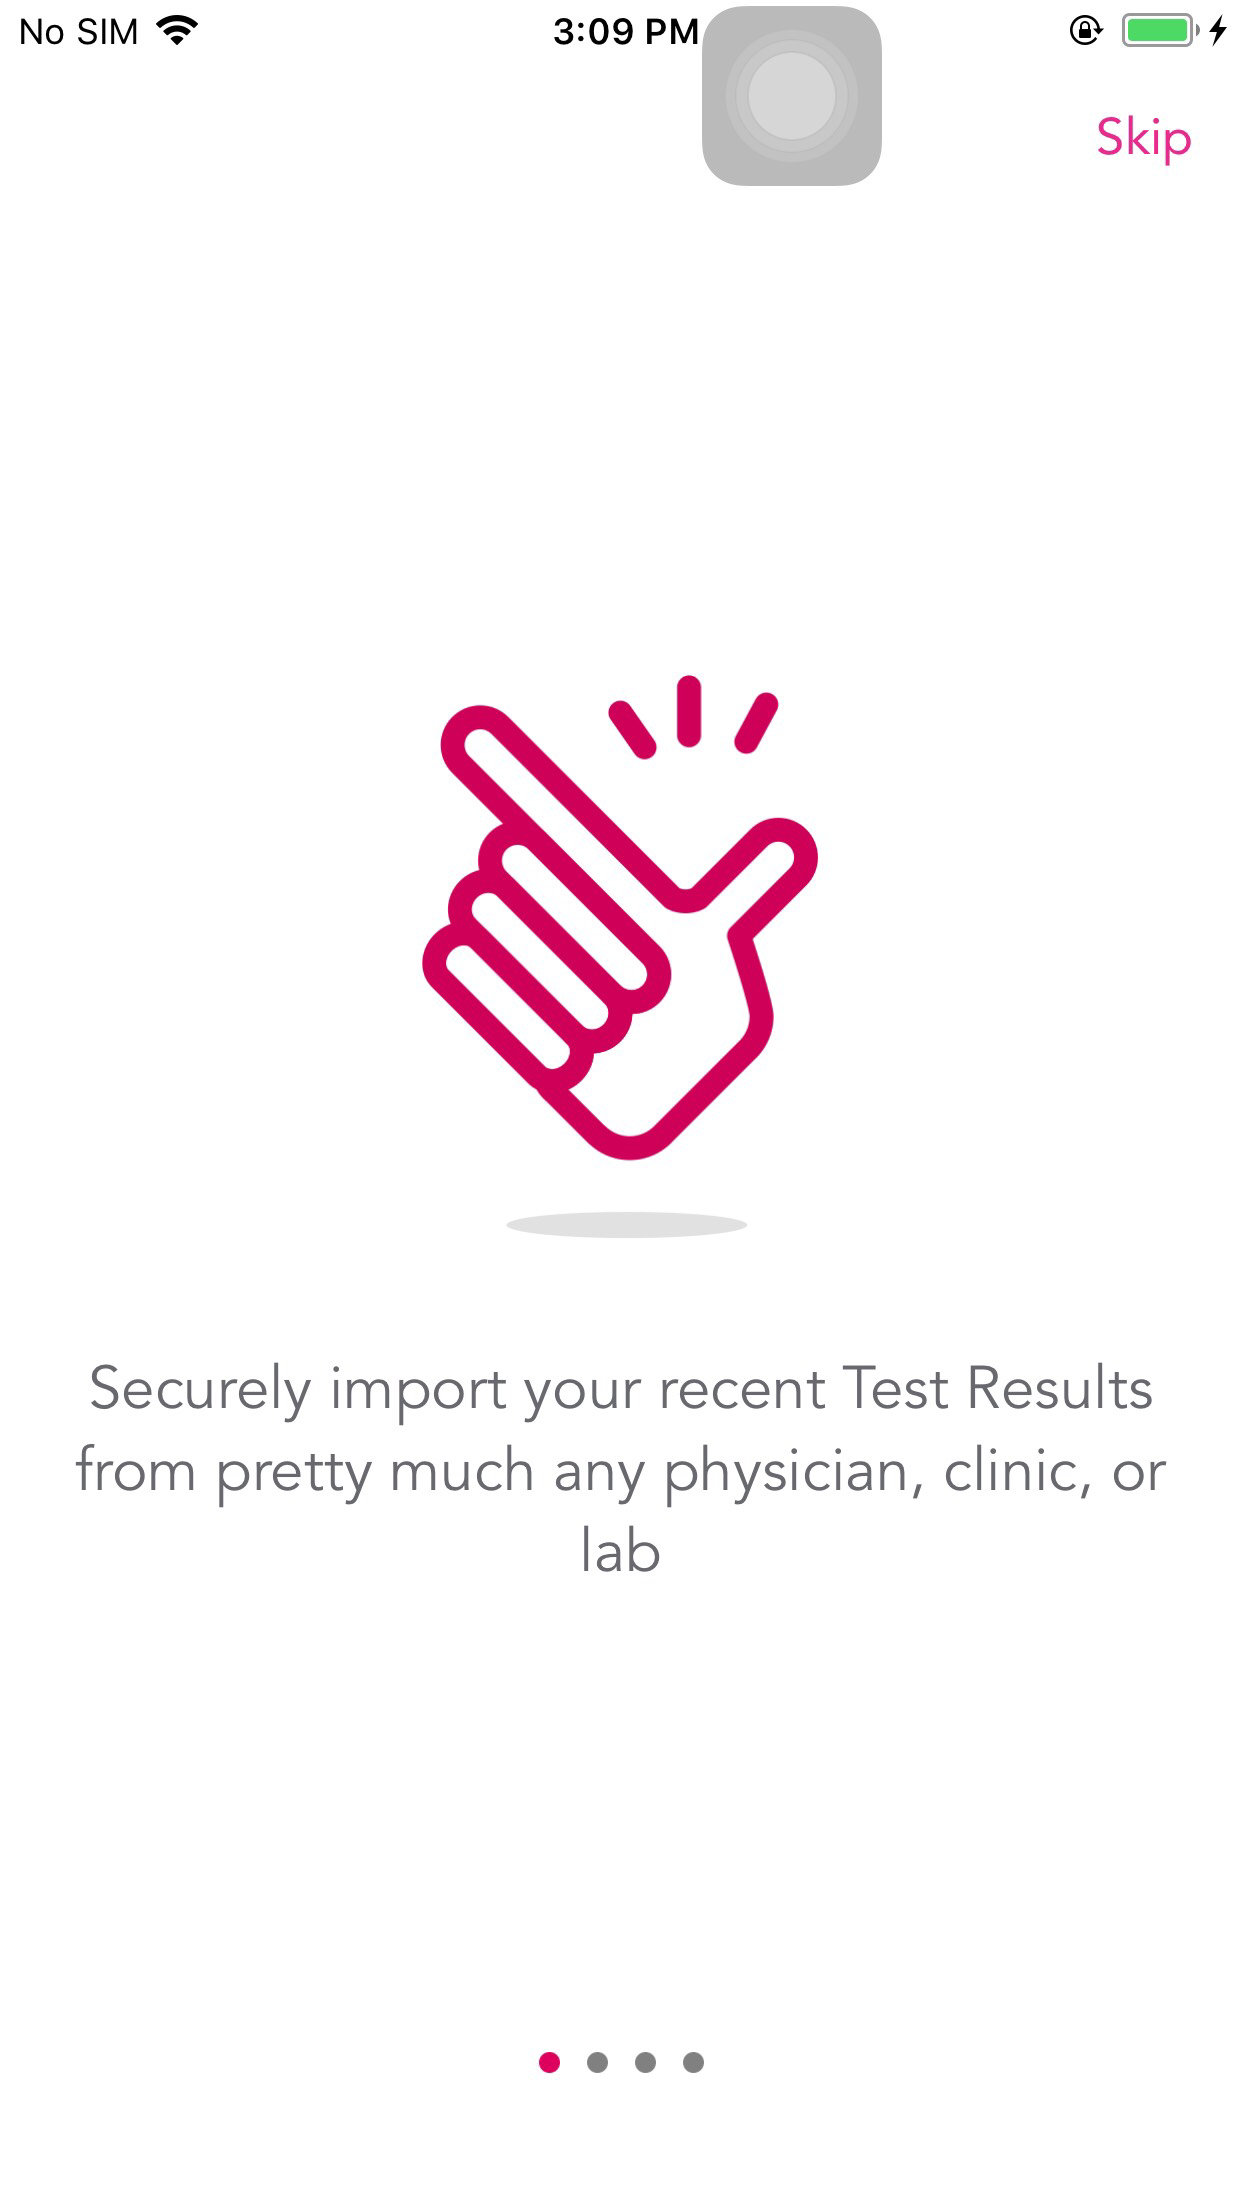 No SIM
3:09 PM
Skip
Securely import your recent Test Results
from pretty much any physician, clinic, or
lab